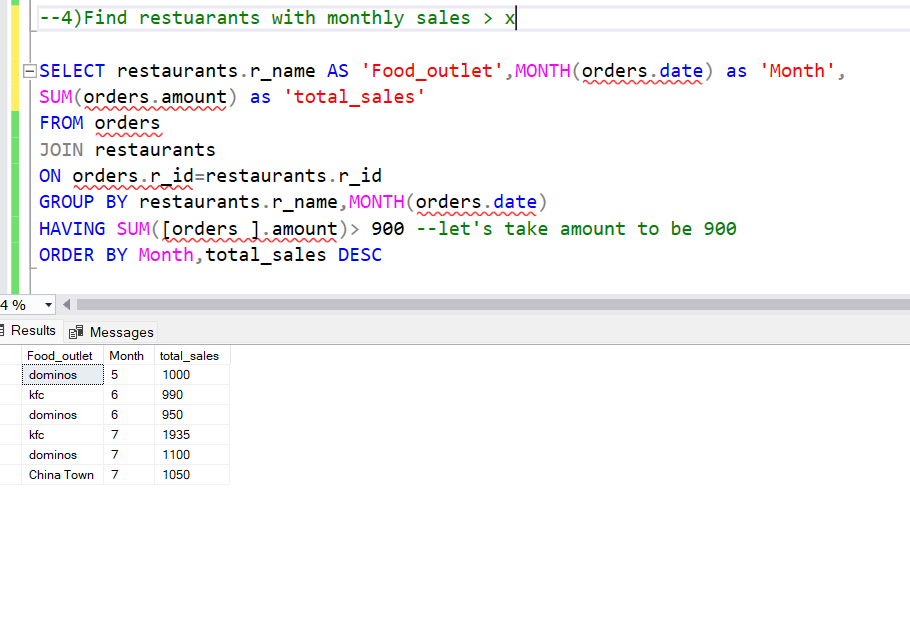 --4)Find restuarants with monthly sales > x
SELECT restaurants.r_name AS 'Food_outlet',MONTH(orders.date) as 'Month',
SUM(orders.amount) as 'total_sales'
FROM orders
JOIN restaurants
ON orders.r_id=restaurants.r_id
GROUP BY restaurants.r_name,MONTH(orders.date)
HAVING SUM([orders ].amount)> 900 --let's take amount to be 900
ORDER BY Month,total_sales DESC
4 %
Results Messages
Food_outlet Month total_sales
dominos 5 1000
kfc 6 990
dominos 6 950
kfc 7 1935
dominos 7 1100
China Town 7 1050